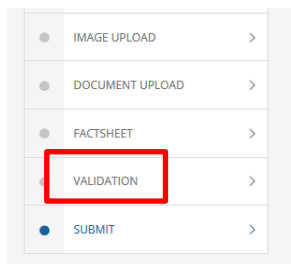 IMAGE UPLOAD
DOCUMENT UPLOAD
FACTSHEET
VALIDATION
SUBMIT